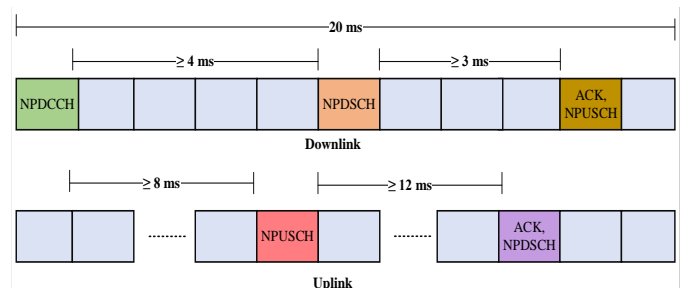 20 ms
≥ 4 ms
≥ 3 ms
NPDCCH
NPDSCH
ACK,
NPUSCH
Downlink
≥ 8 ms
≥ 12 ms
NPUSCH
ACK,
NPDSCH
Uplink